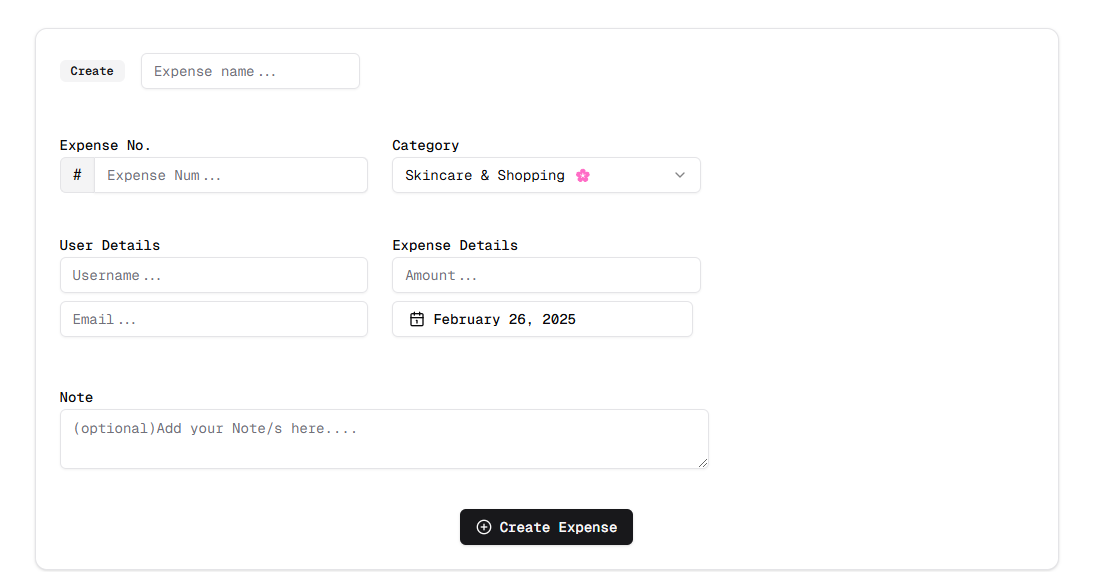 Create
Expense name...
Expense No.
Category
#
Expense Num...
Skincare & Shopping 🌸
User Details
Expense Details
Username...
Amount...
Email...
February 26, 2025
Note
(optional)Add your Note/s here....
Create Expense